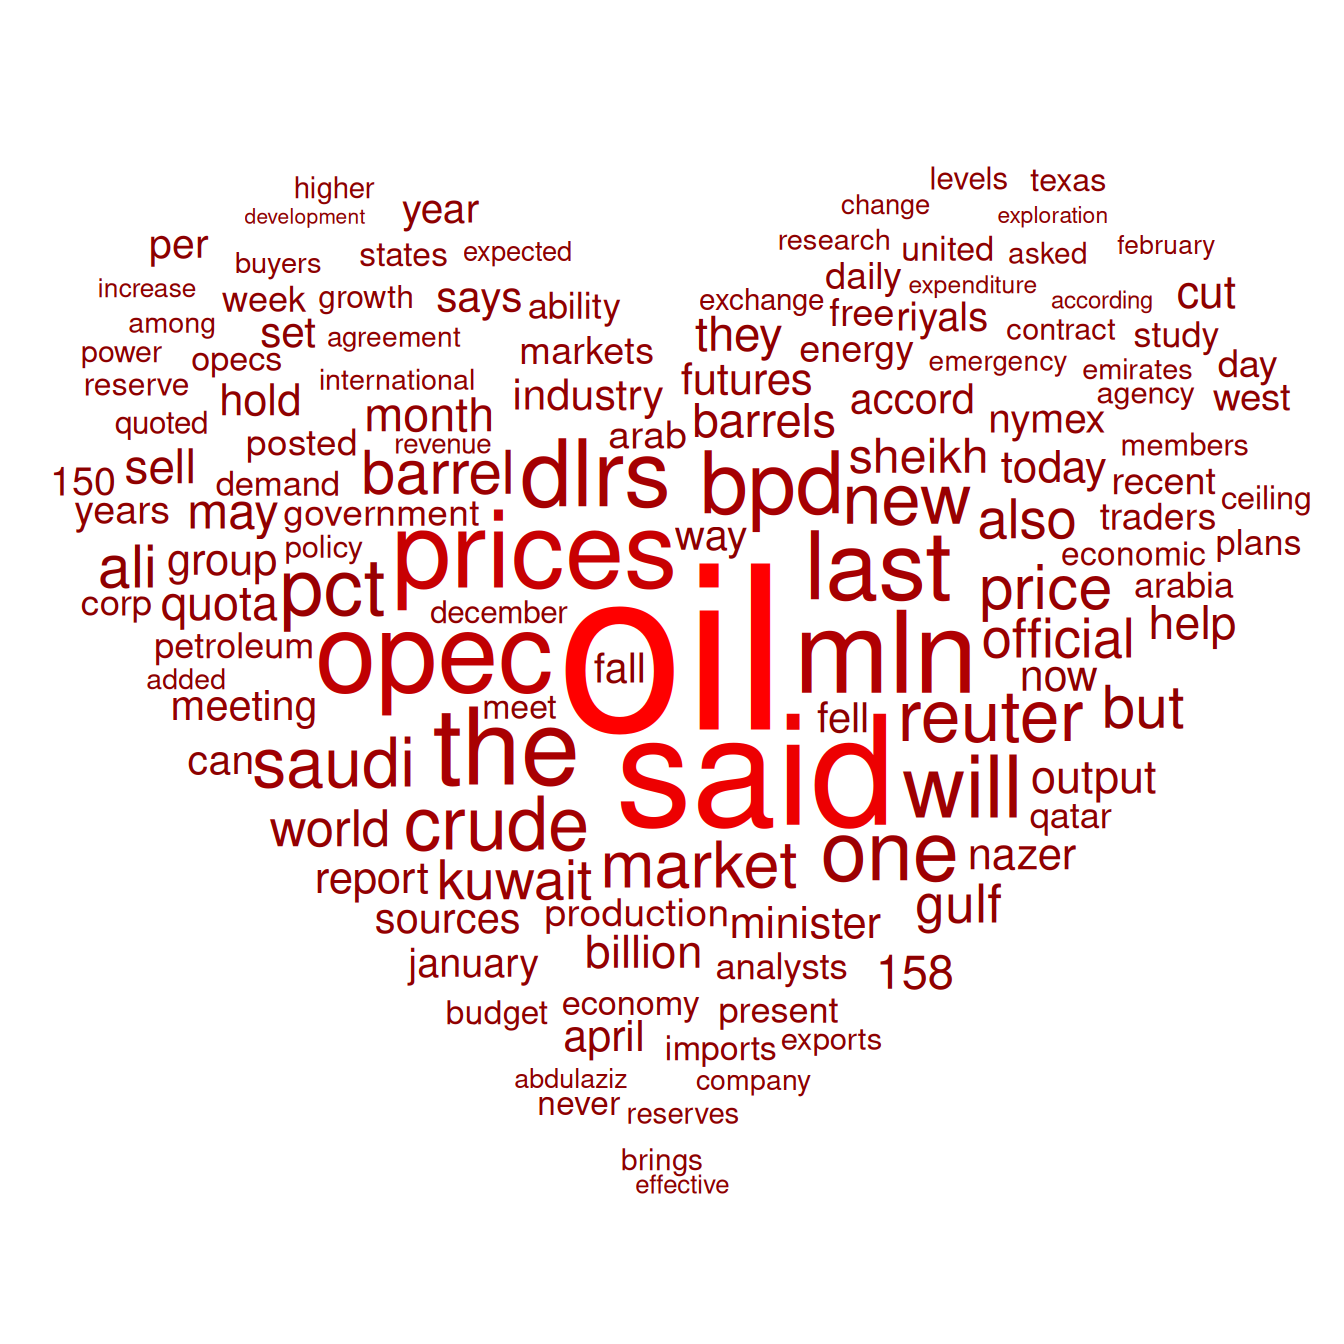 higher
levels
texas
development
year
change
exploration
per
buyers
states
expected
research
united
asked
february
increase
week
growth
says
ability
exchange
daily
expenditure
according
cut
among
set
agreement
they
free
riyals
contract
study
power
opecs
markets
energy
emergency
emirates
day
reserve
hold
international
industry
futures
accord
agency
west
quoted
month
barrels
nymex
posted
revenue
arab
members
150
sell
demand
barrel
dlrs
bpd
sheikh
today
recent
ceiling
years
may
government
new
also
traders
ali
group
policy
prices
way
last
economic
plans
corp
quota
pct
december
price
arabia
petroleum
opec
oil
fall
mln
official
help
added
meeting
meet
now
can
saudi
the
said
fell
reuter
but
world
crude
will
output
qatar
report
kuwait
market
one
nazer
sources
production
minister
gulf
january
billion
analysts
158
budget
economy
present
april
imports
exports
abdulaziz
company
never
reserves
brings
effective